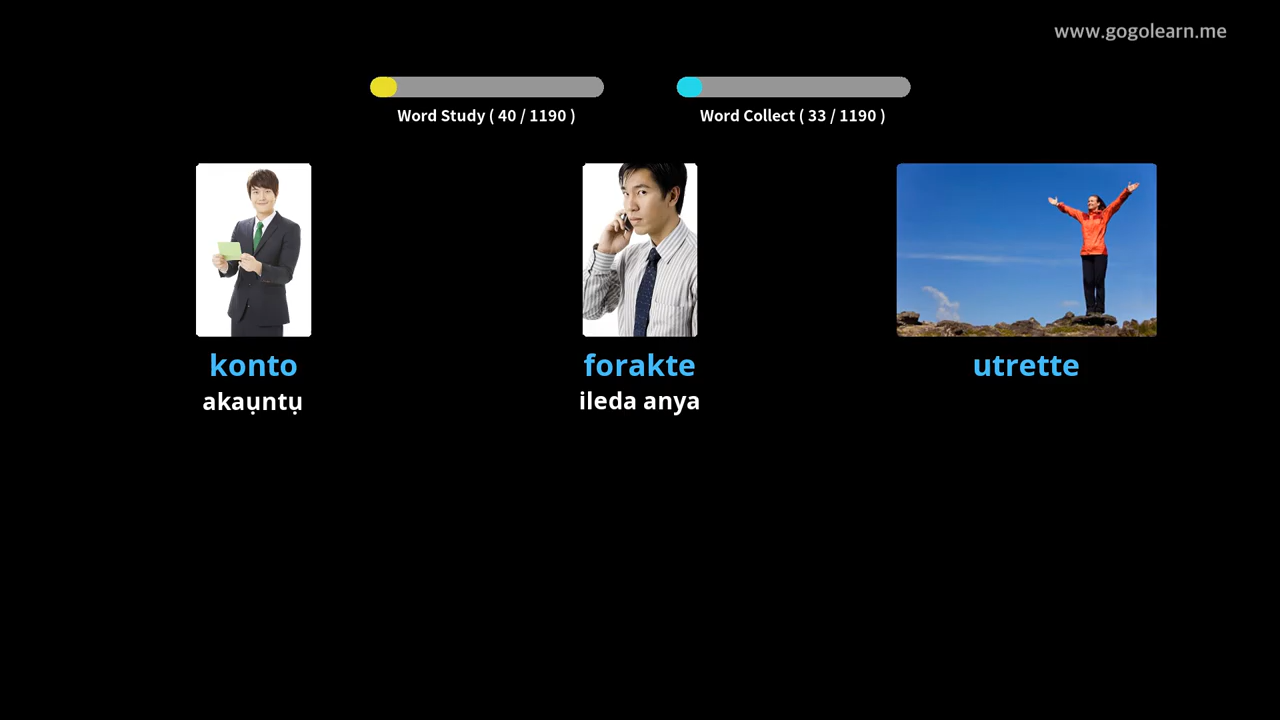 www.gogolearn.me
Word Study ( 40 / 1190 )
Word Collect ( 33 / 1190 )
konto
forakte
utrette
akaụntụ
ileda anya